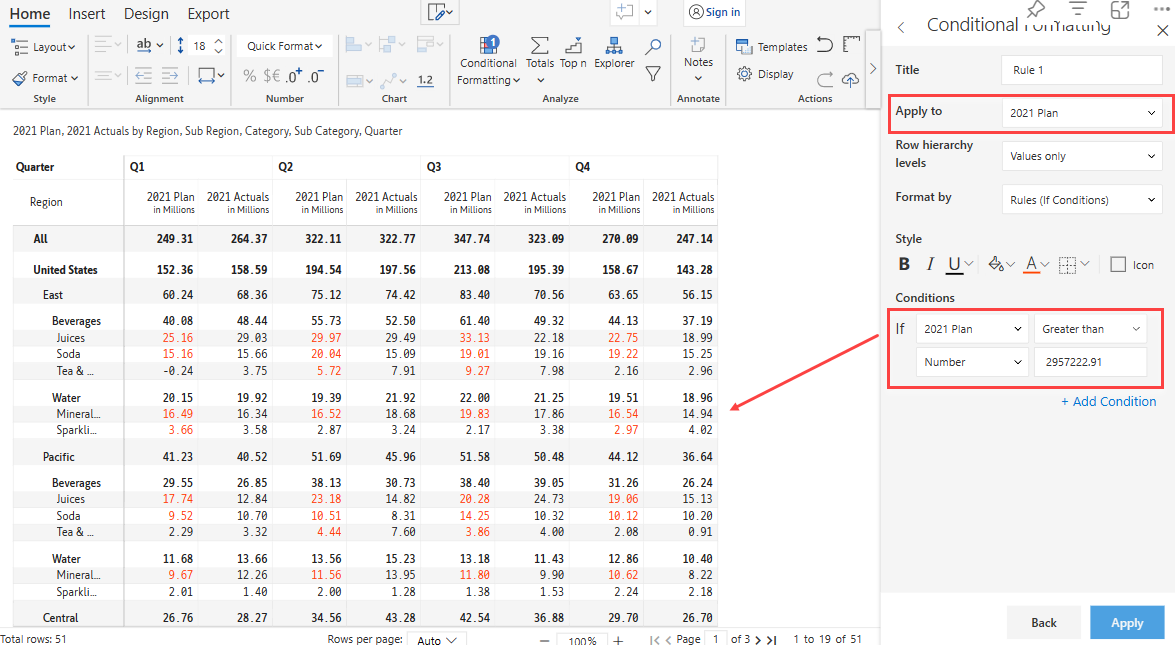 Home Insert Design Export
Sign in
Layout
Format
Style
ab 18
Alignment
Quick Format
% $€ .0+ .0-
Number
1.2
Chart
Conditional Formatting
Totals
Top n
Explorer
Analyze
Notes
Annotate
Templates
Display
Actions
2021 Plan, 2021 Actuals by Region, Sub Region, Category, Sub Category, Quarter
Quarter Q1 Q2 Q3 Q4
Region 2021 Plan in Millions 2021 Actuals in Millions 2021 Plan in Millions 2021 Actuals in Millions 2021 Plan in Millions 2021 Actuals in Millions 2021 Plan in Millions 2021 Actuals in Millions
All 249.31 264.37 322.11 322.77 347.74 323.09 270.09 247.14
United States 152.36 158.59 194.54 197.56 213.08 195.39 158.67 143.28
East 60.24 68.36 75.12 74.42 83.40 70.56 63.65 56.15
Beverages 40.08 48.44 55.73 52.50 61.40 49.32 44.13 37.19
Juices 25.16 29.03 29.97 29.49 33.13 22.18 22.75 18.99
Soda 15.16 15.66 20.04 15.09 19.01 19.16 19.22 15.25
Tea & ... -0.24 3.75 5.72 7.91 9.27 7.98 2.16 2.96
Water 20.15 19.92 19.39 21.92 22.00 21.25 19.51 18.96
Mineral... 16.49 16.34 16.52 18.68 19.83 17.86 16.54 14.94
Sparkli... 3.66 3.58 2.87 3.24 2.17 3.38 2.97 4.02
Pacific 41.23 40.52 51.69 45.96 51.58 50.48 44.12 36.64
Beverages 29.55 26.85 38.13 30.73 38.40 39.05 31.26 26.24
Juices 17.74 12.84 23.18 14.82 20.28 24.73 19.06 15.13
Soda 9.52 10.70 10.51 8.31 14.25 10.32 10.12 10.20
Tea & ... 2.29 3.32 4.44 7.60 3.86 4.00 2.08 0.91
Water 11.68 13.66 13.56 15.23 13.18 11.43 12.86 10.40
Mineral... 9.67 12.26 11.56 13.95 11.80 9.90 10.62 8.22
Sparkli... 2.01 1.40 2.00 1.28 1.38 1.53 2.24 2.18
Central 26.76 28.27 34.56 43.28 42.54 36.88 29.70 26.70
Total rows: 51 Rows per page: Auto 100% Page 1 of 3 1 to 19 of 51
Conditional Formatting
Title Rule 1
Apply to 2021 Plan
Row hierarchy levels Values only
Format by Rules (If Conditions)
Style
B I U A Icon
Conditions
If 2021 Plan Greater than
Number 2957222.91
+ Add Condition
Back Apply